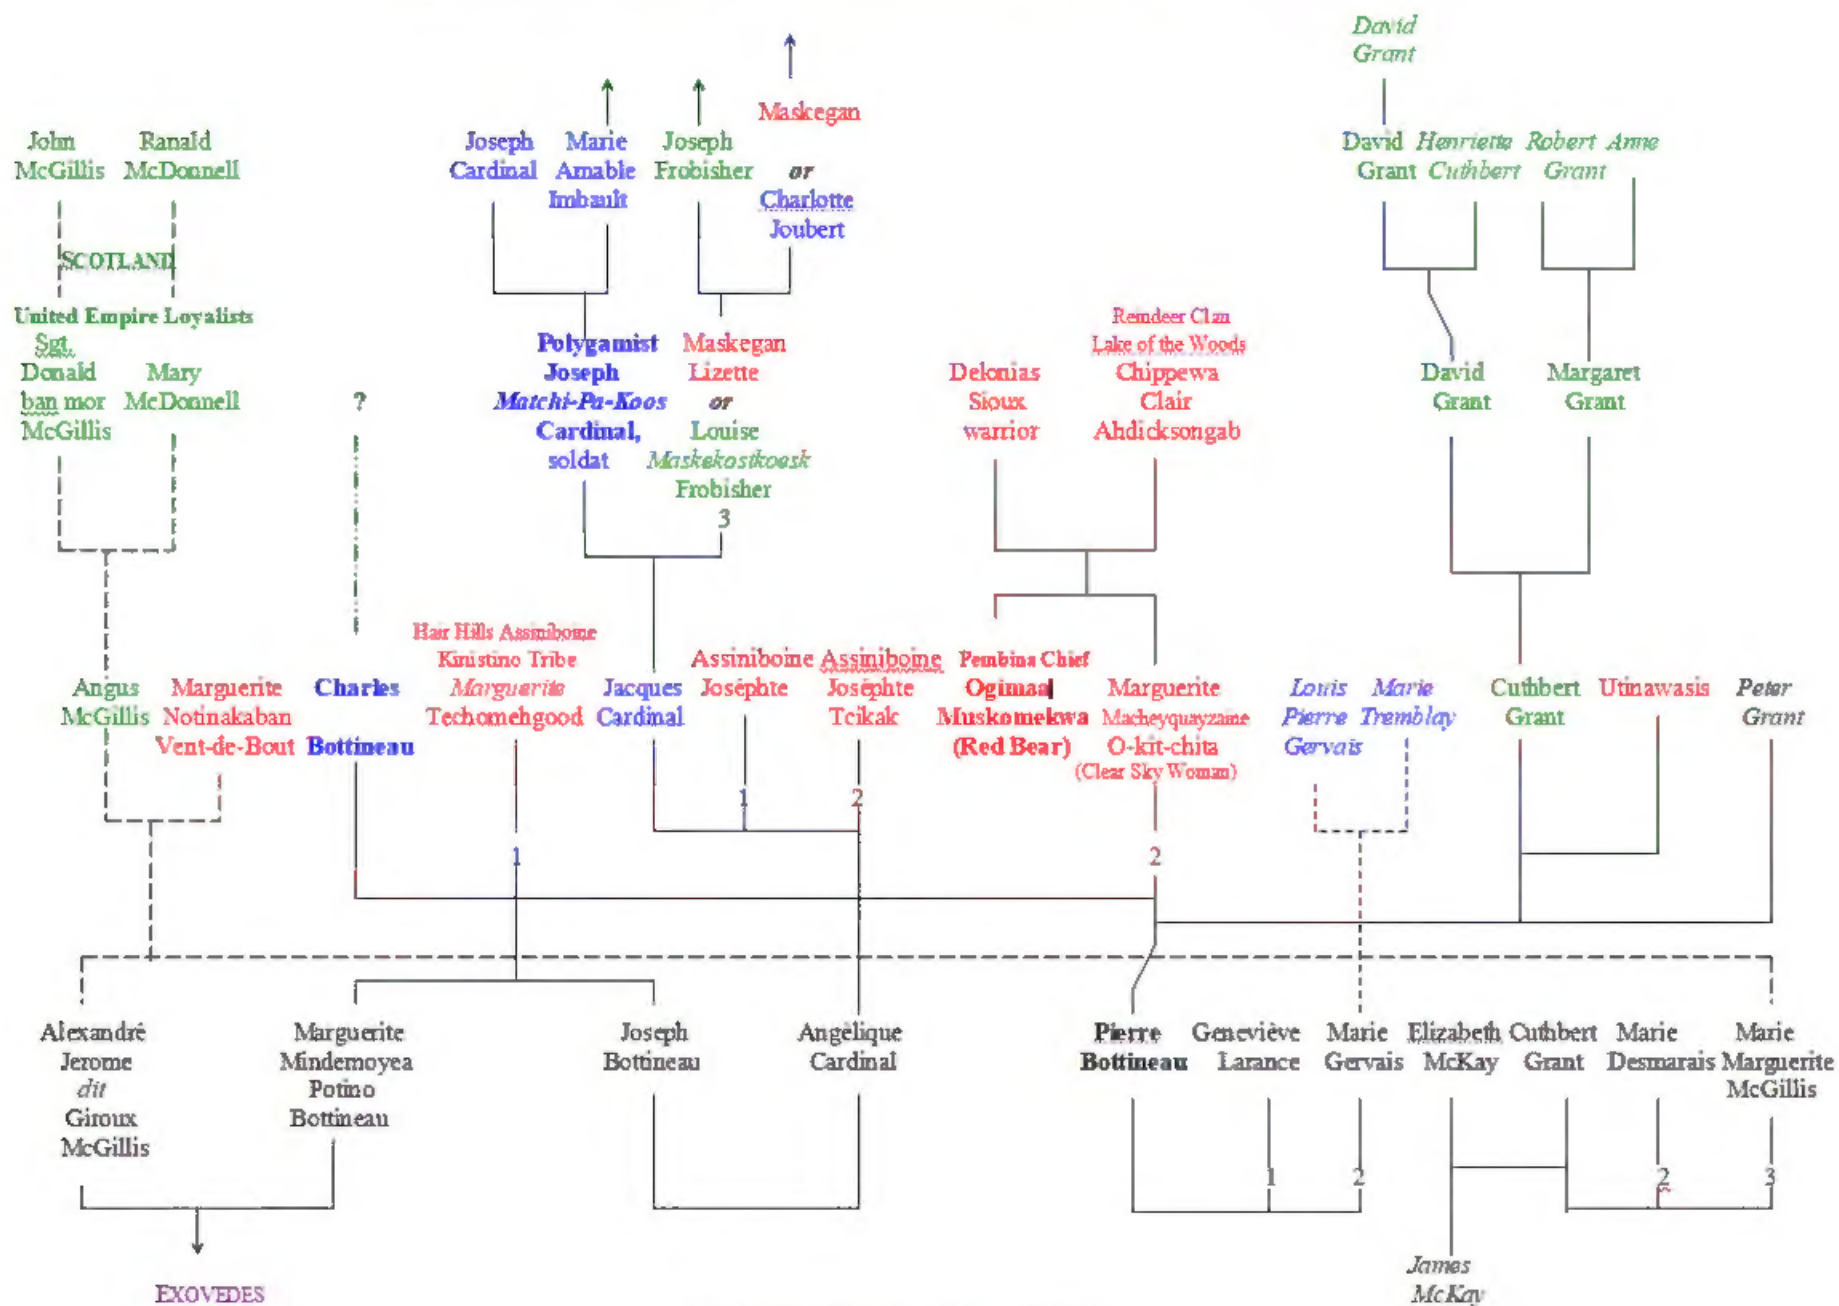 David
Grant
Maskegan
John
McGillis
Ranald
McDonnell
Joseph
Cardinal
Marie
Amable
Imbault
Joseph
Frobisher
or
Charlotte
Joubert
David
Grant
Henriette
Cuthbert
Robert
Grant
Anne
SCOTLAND
United Empire Loyalists
Sgt.
Donald
ban mor
McGillis
Mary
McDonnell
?
Polygamist
Joseph
Matchi-Pa-Koos
Cardinal,
soldat
Maskegan
Lizette
or
Louise
Maskekostkoesk
Frobisher
3
Delonias
Sioux
warrior
Reindeer Clan
Lake of the Woods
Chippewa
Clair
Ahdicksongab
David
Grant
Margaret
Grant
Angus
McGillis
Marguerite
Notinakaban
Vent-de-Bout
Charles
Bottineau
Hair Hills Assiniboine
Kinistino Tribe
Marguerite
Techomehgood
Jacques
Cardinal
Assiniboine
Josephte
Assiniboine
Josephte
Tcikak
Pembina Chief
Ogimaa
Muskomekwa
(Red Bear)
Marguerite
Macheyquayzaine
O-kit-chita
(Clear Sky Woman)
Louis
Pierre
Gervais
Marie
Tremblay
Cuthbert
Grant
Utinawasis
Peter
Grant
1
2
1
2
Alexandré
Jerome
dit
Giroux
McGillis
Marguerite
Mindemoyea
Potino
Bottineau
Joseph
Bottineau
Angélique
Cardinal
Pierre
Bottineau
Geneviève
Larance
Marie
Gervais
Elizabeth
McKay
Cuthbert
Grant
Marie
Desmarais
Marie
Marguerite
McGillis
1
2
2
3
EXOVEDES
James
McKay